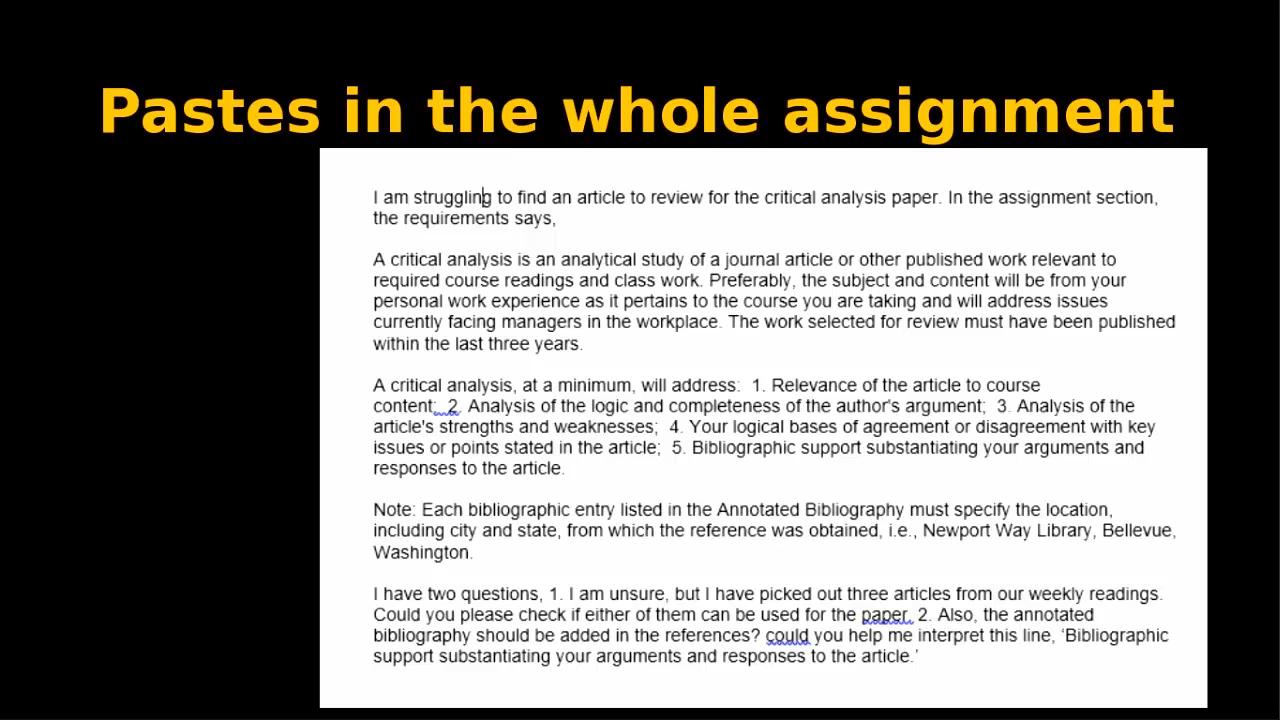 Pastes in the whole assignment
I am struggling to find an article to review for the critical analysis paper. In the assignment section,
the requirements says,
A critical analysis is an analytical study of a journal article or other published work relevant to
required course readings and class work. Preferably, the subject and content will be from your
personal work experience as it pertains to the course you are taking and will address issues
currently facing managers in the workplace. The work selected for review must have been published
within the last three years.
A critical analysis, at a minimum, will address:  1. Relevance of the article to course
content;  2. Analysis of the logic and completeness of the author's argument;  3. Analysis of the
article's strengths and weaknesses;  4. Your logical bases of agreement or disagreement with key
issues or points stated in the article;  5. Bibliographic support substantiating your arguments and
responses to the article.
Note: Each bibliographic entry listed in the Annotated Bibliography must specify the location,
including city and state, from which the reference was obtained, i.e., Newport Way Library, Bellevue,
Washington.
I have two questions, 1. I am unsure, but I have picked out three articles from our weekly readings.
Could you please check if either of them can be used for the paper. 2. Also, the annotated
bibliography should be added in the references? could you help me interpret this line, ‘Bibliographic
support substantiating your arguments and responses to the article.’